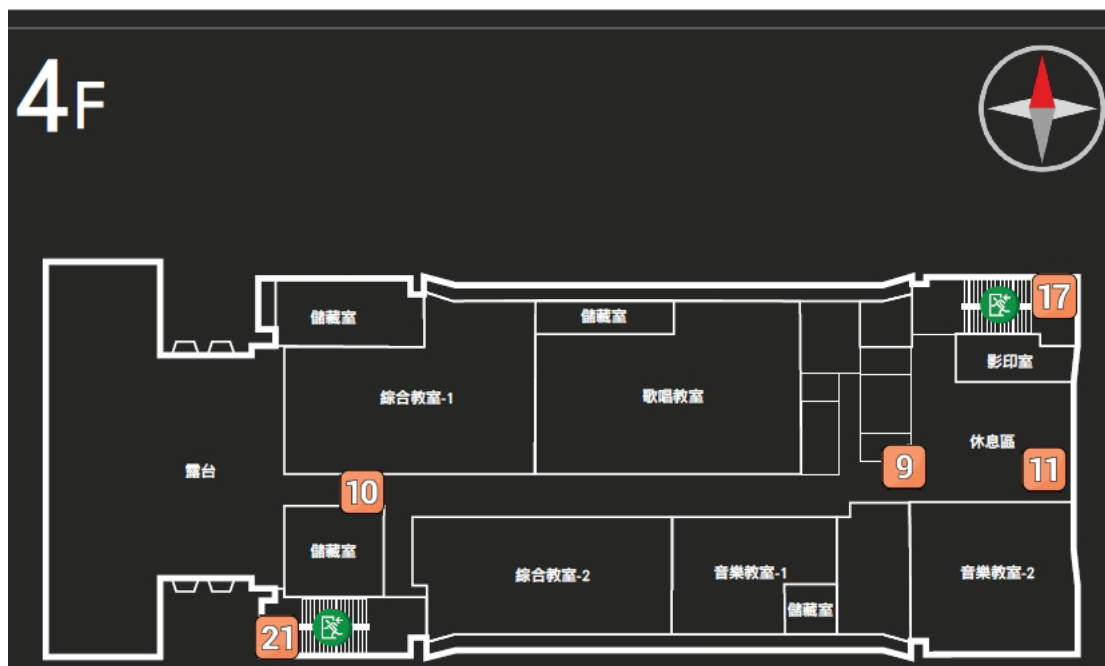 4F
17
儲藏室
儲藏室
影印室
綜合教室-1
歌唱教室
休息區
露台
9
11
10
儲藏室
綜合教室-2
音樂教室-1
音樂教室-2
儲藏室
21